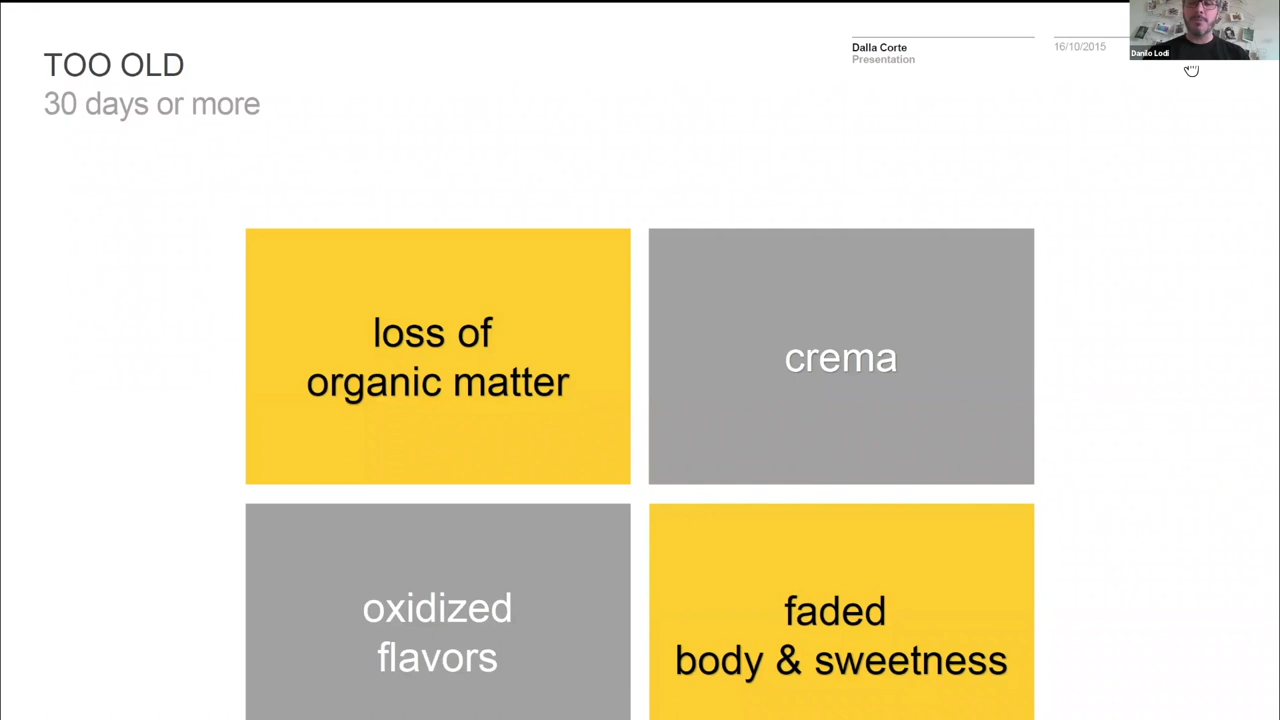 TOO OLD
30 days or more
Dalla Corte
Presentation
16/10/2015
Danilo Lodi
loss of
organic matter
crema
oxidized
flavors
faded
body & sweetness